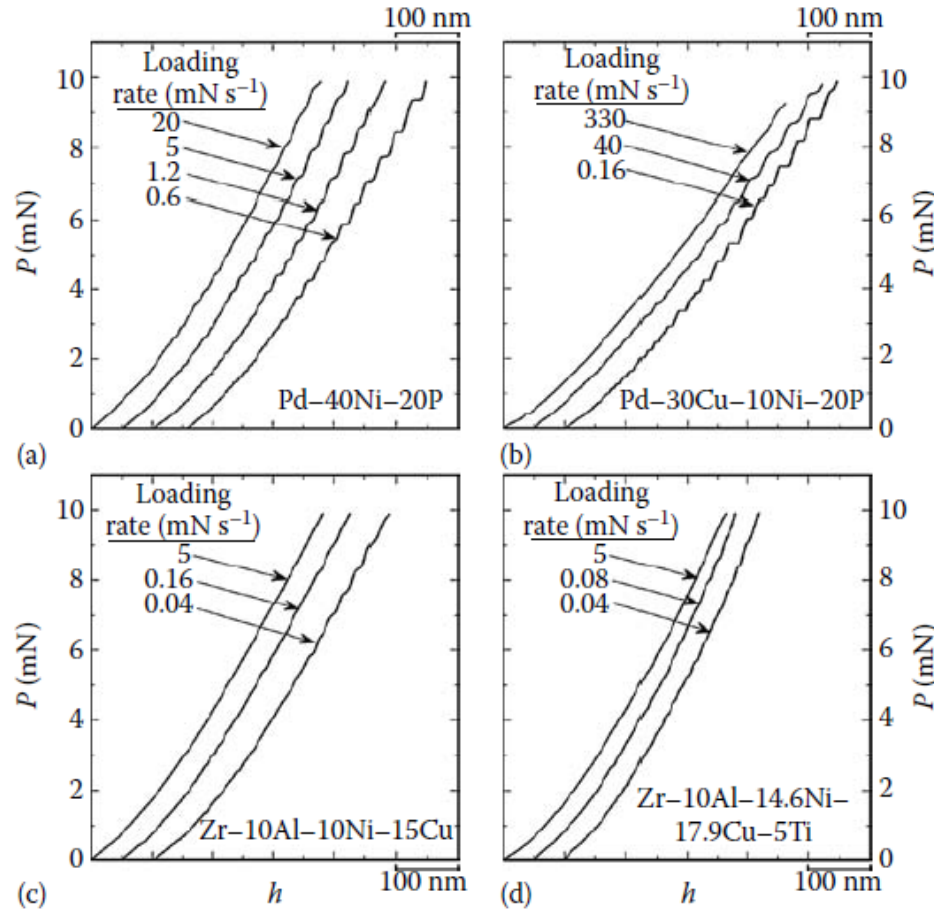 100 nm
100 nm
Loading
rate (mN s⁻¹)
20
5
1.2
0.6
10
8
6
4
2
0
P (mN)
Pd–40Ni–20P
(a)
Loading
rate (mN s⁻¹)
330
40
0.16
10
8
6
4
2
0
P (mN)
Pd–30Cu–10Ni–20P
(b)
Loading
rate (mN s⁻¹)
5
0.16
0.04
10
8
6
4
2
0
P (mN)
Zr–10Al–10Ni–15Cu
(c)
h
100 nm
Loading
rate (mN s⁻¹)
5
0.08
0.04
10
8
6
4
2
0
P (mN)
Zr–10Al–14.6Ni–
17.9Cu–5Ti
(d)
h
100 nm